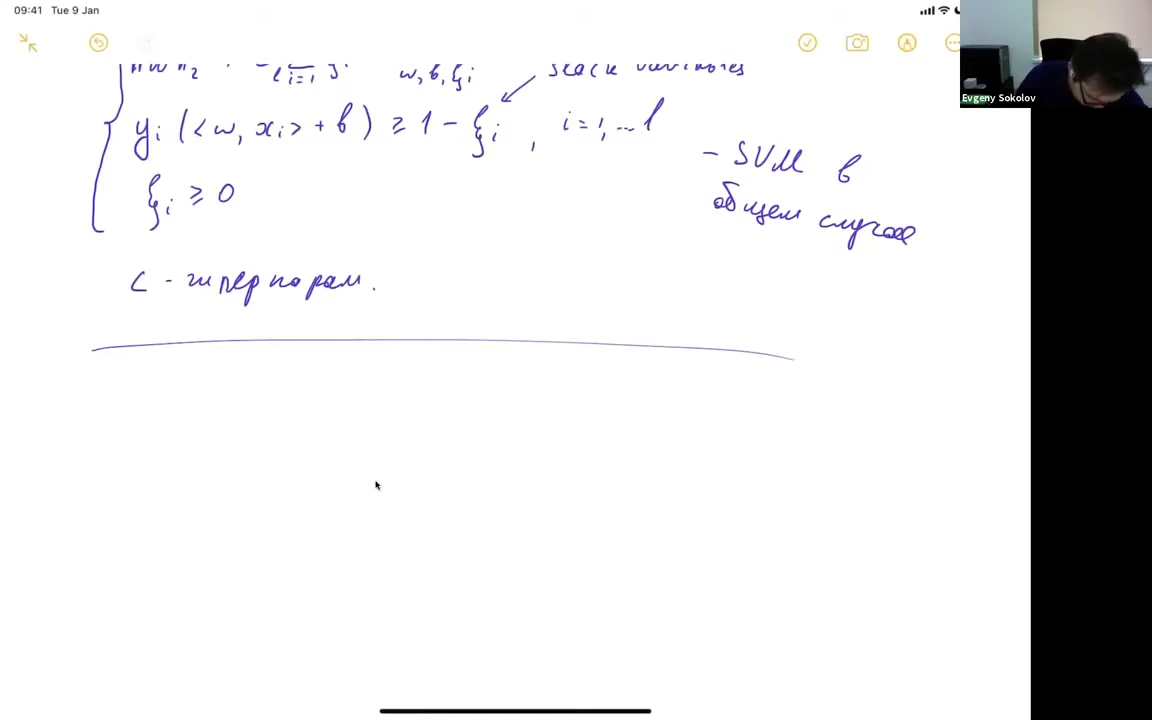 09:41 Tue 9 Jan
w, b, ξi slack variables
yi (<w, xi> + b) ≥ 1 - ξi , i = 1, ... l
ξi ≥ 0
- SVM в
общем случае
C - гиперпарам.
Evgeny Sokolov